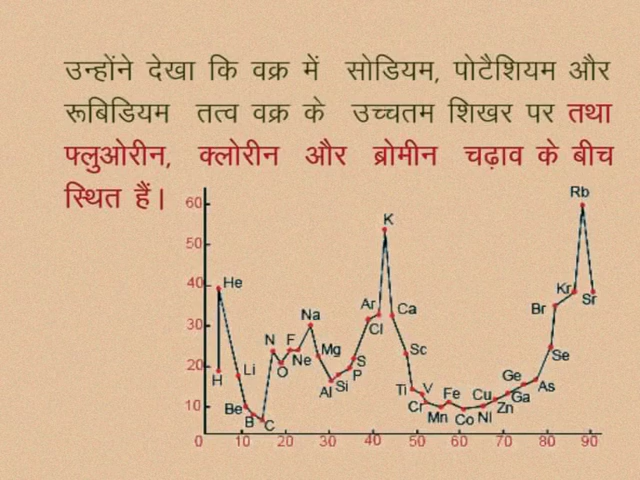 उन्होंने देखा कि वक्र में सोडियम, पोटैशियम और
रूबिडियम तत्व वक्र के उच्चतम शिखर पर तथा
फ्लुओरीन, क्लोरीन और ब्रोमीन चढ़ाव के बीच
स्थित हैं।
Rb
60
K
50
40
He
Kr
Sr
Ar
Na
Ca
Br
Cl
30
N
F
Mg
Sc
Se
20
H
O
Ne
S
Li
P
Al
Si
Ge
As
Ti
V
Fe
Cu
Ga
10
Be
Cr
Zn
B
C
Mn
Co
Ni
0
10
20
30
40
50
60
70
80
90